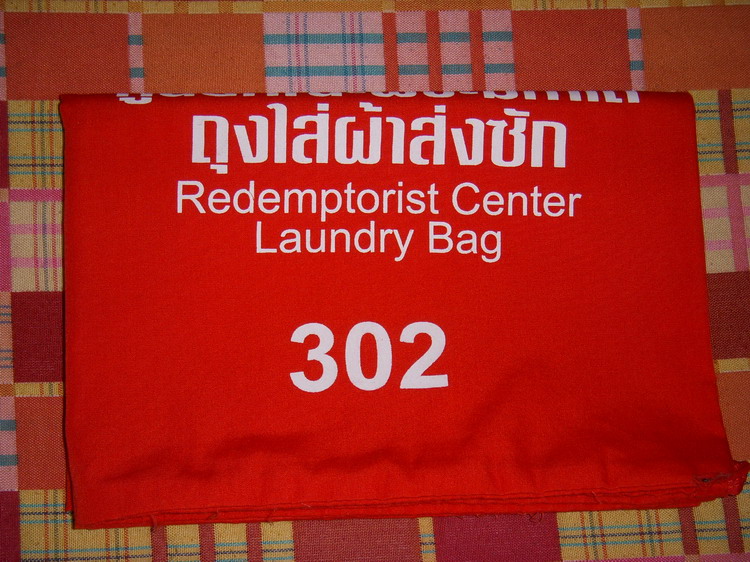 ถุงใส่ผ้าส่งซัก
Redemptorist Center
Laundry Bag
302